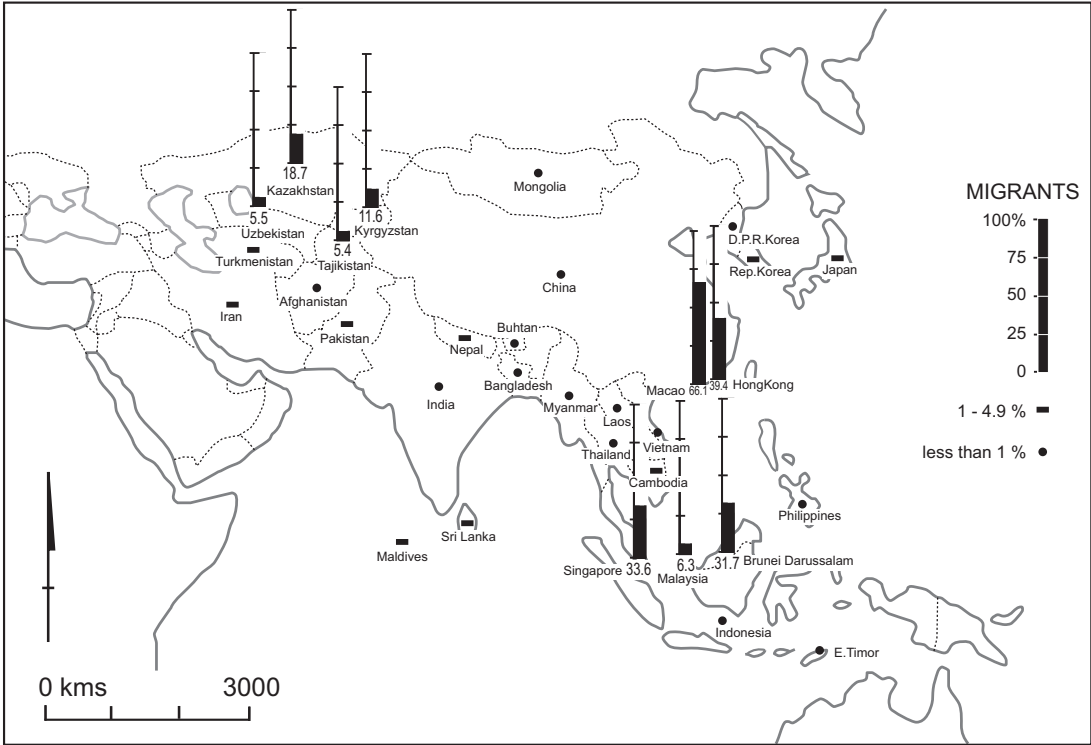 18.7
Kazakhstan
5.5
Uzbekistan
11.6
Kyrgyzstan
5.4
Tajikistan
Turkmenistan
Mongolia
MIGRANTS
100%
75
50
25
0
1 - 4.9 %
less than 1 %
D.P.R.Korea
Rep.Korea
Japan
China
Afghanistan
Iran
Pakistan
Nepal
Buhtan
Bangladesh
India
Myanmar
Macao 66.1
39.4 HongKong
Laos
Thailand
Vietnam
Cambodia
Philippines
Sri Lanka
Maldives
Singapore 33.6
6.3
Malaysia
31.7 Brunei Darussalam
Indonesia
E.Timor
0 kms 3000